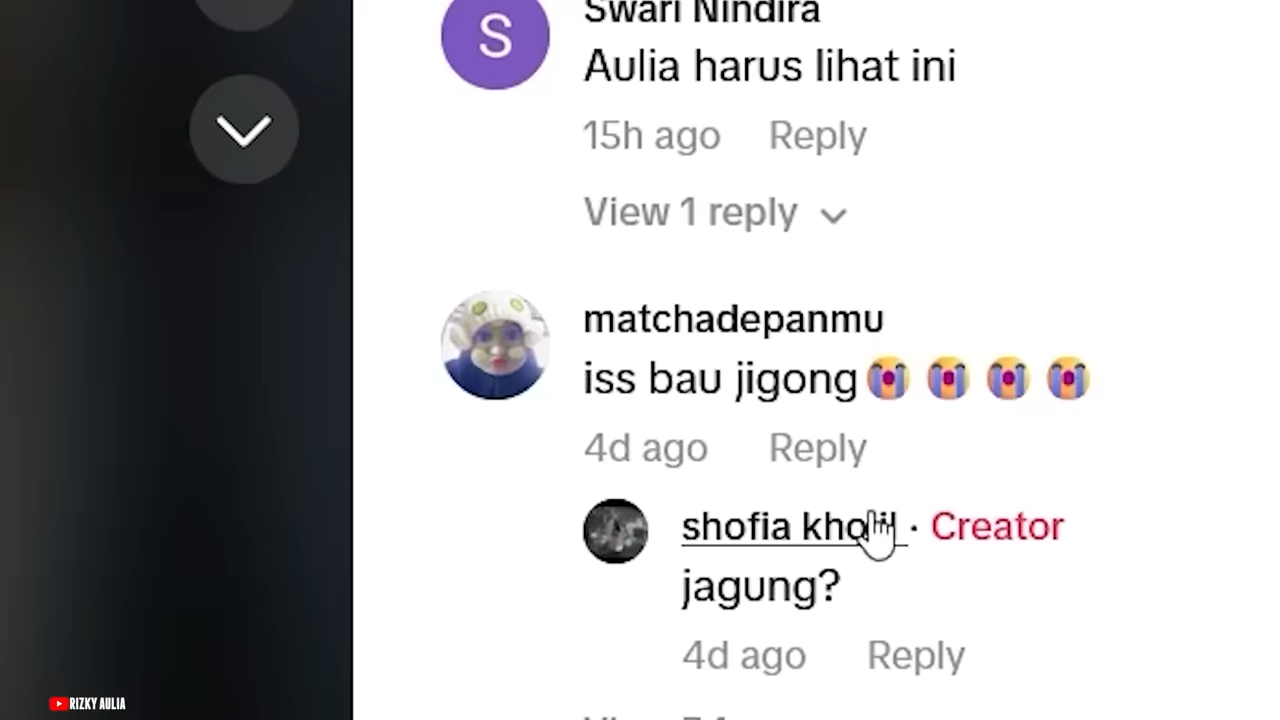 Swari Nindira
Aulia harus lihat ini
15h ago Reply
View 1 reply
matchadepanmu
iss bau jigong😭😭😭😭
4d ago Reply
shofia · Creator
jagung?
4d ago Reply
RIZKY AULIA